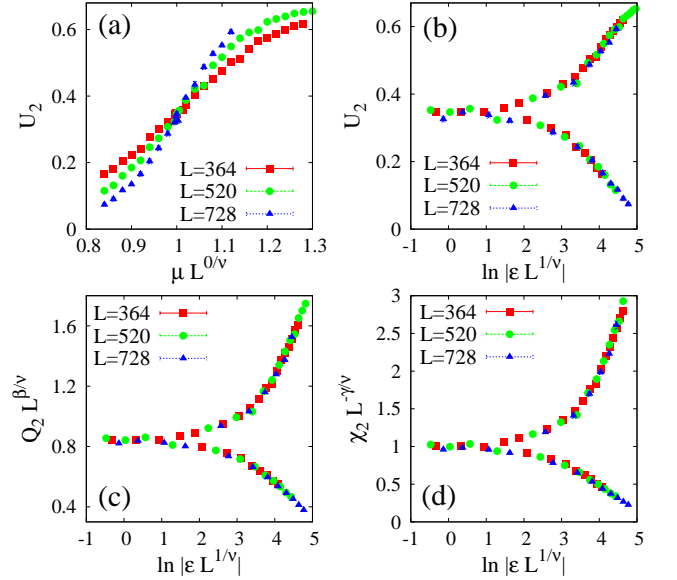 (a)
U₂
0.6
0.4
0.2
0
L=364
L=520
L=728
0.8 0.9 1 1.1 1.2 1.3
μ L^{0/ν}
(b)
U₂
0.6
0.4
0.2
0
L=364
L=520
L=728
-1 0 1 2 3 4 5
ln |ε L^{1/ν}|
(c)
Q₂ L^{β/ν}
1.6
1.2
0.8
0.4
L=364
L=520
L=728
-1 0 1 2 3 4 5
ln |ε L^{1/ν}|
(d)
χ₂ L^{-γ/ν}
3
2.5
2
1.5
1
0.5
0
L=364
L=520
L=728
-1 0 1 2 3 4 5
ln |ε L^{1/ν}|